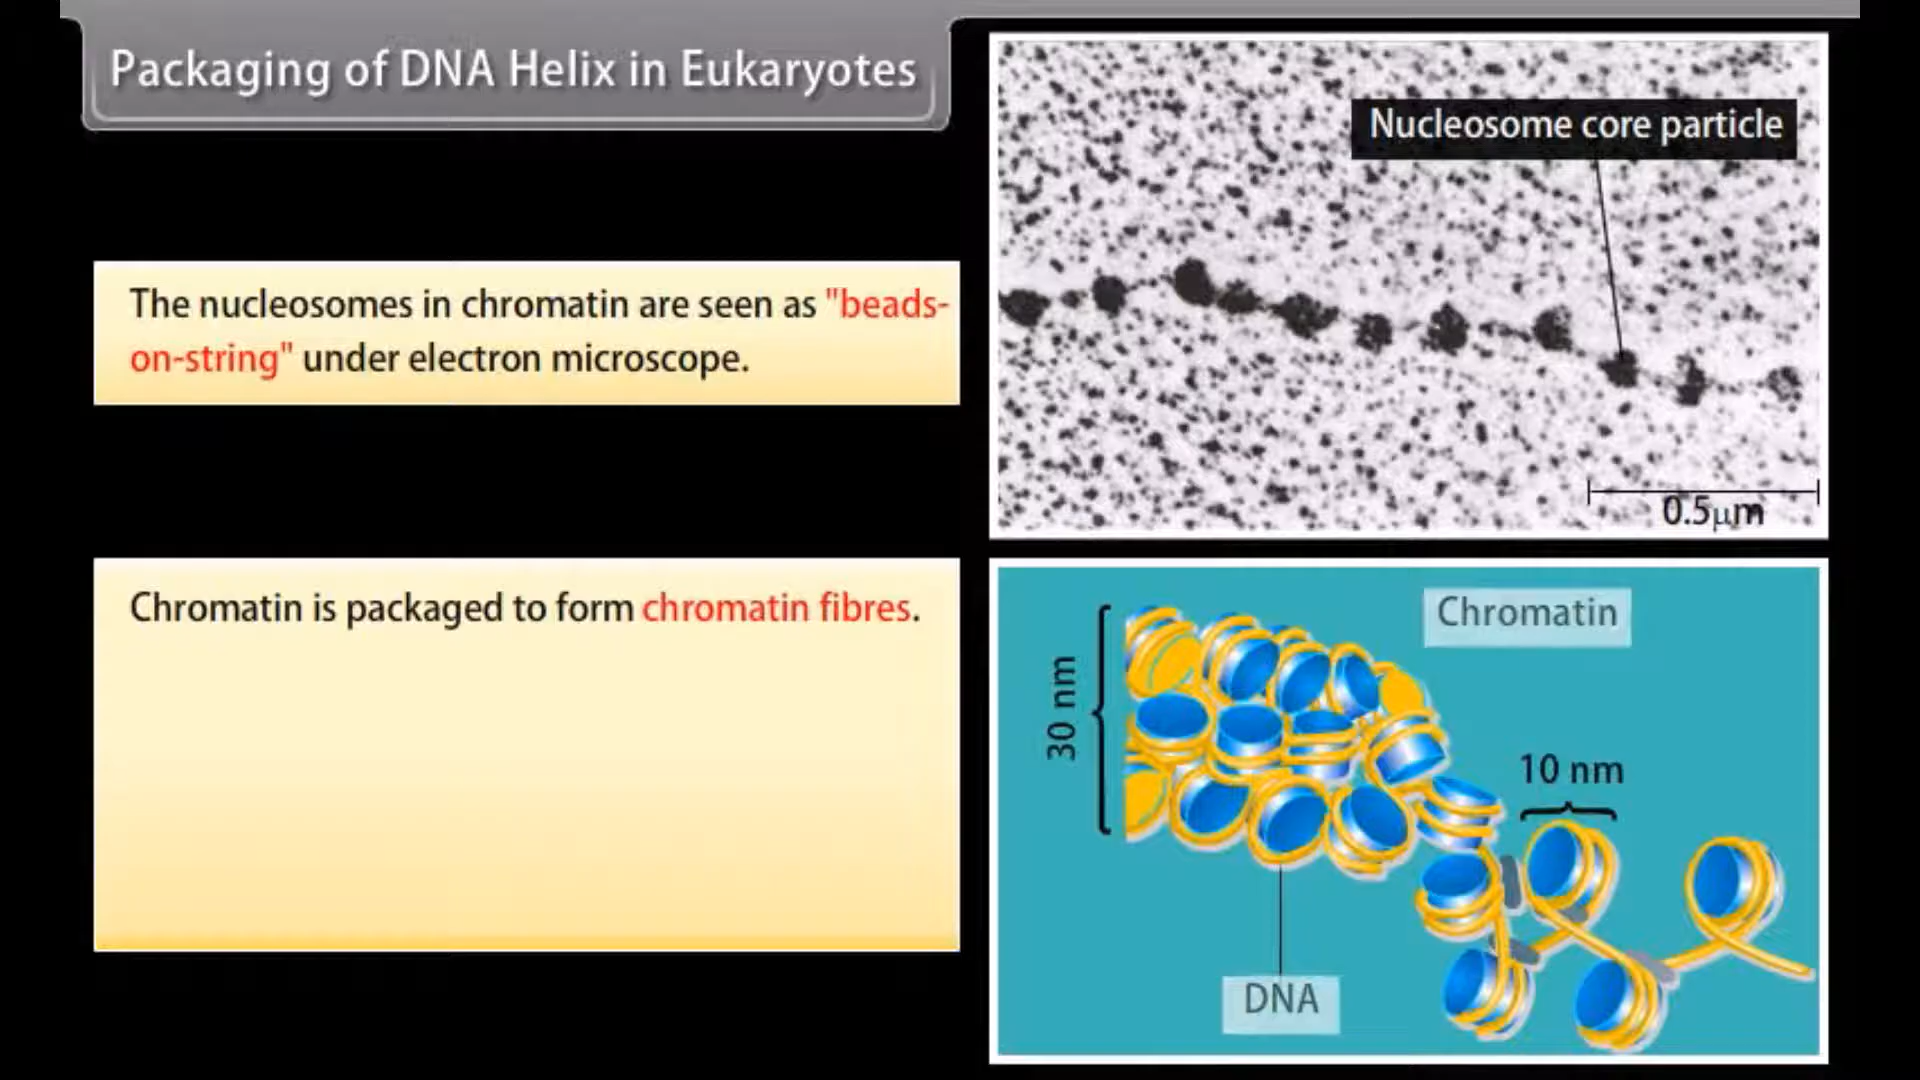 Packaging of DNA Helix in Eukaryotes
The nucleosomes in chromatin are seen as "beads-
on-string" under electron microscope.
Nucleosome core particle
0.5μm
Chromatin is packaged to form chromatin fibres.
Chromatin
30 nm
10 nm
DNA